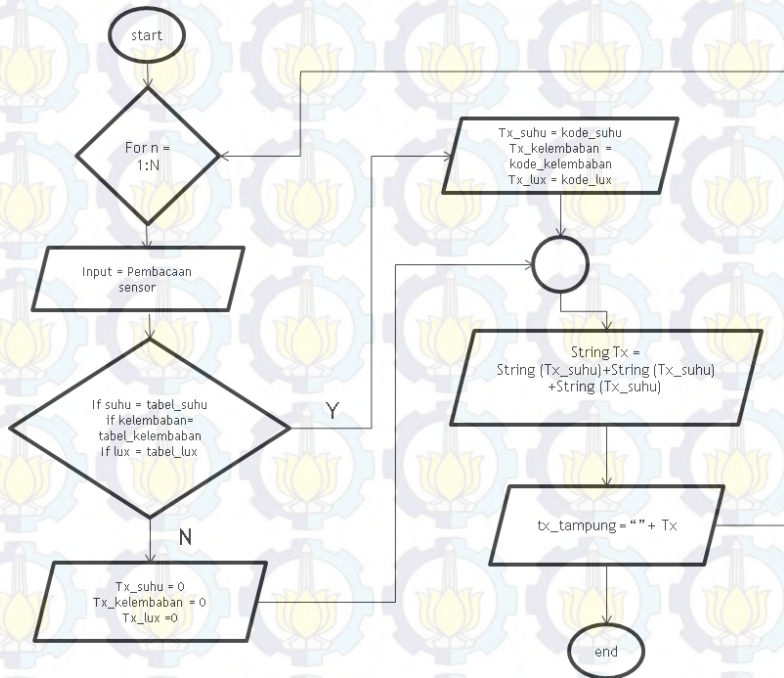 start
For n =
1:N
Input = Pembacaan
sensor
If suhu = tabel_suhu
if kelembaban=
tabel_kelembaban
If lux = tabel_lux
Y
N
Tx_suhu = 0
Tx_kelembaban = 0
Tx_lux =0
Tx_suhu = kode_suhu
Tx_kelembaban =
kode_kelembaban
Tx_lux = kode_lux
String Tx =
String (Tx_suhu)+String (Tx_suhu)
+String (Tx_suhu)
tx_tampung = “”+ Tx
end